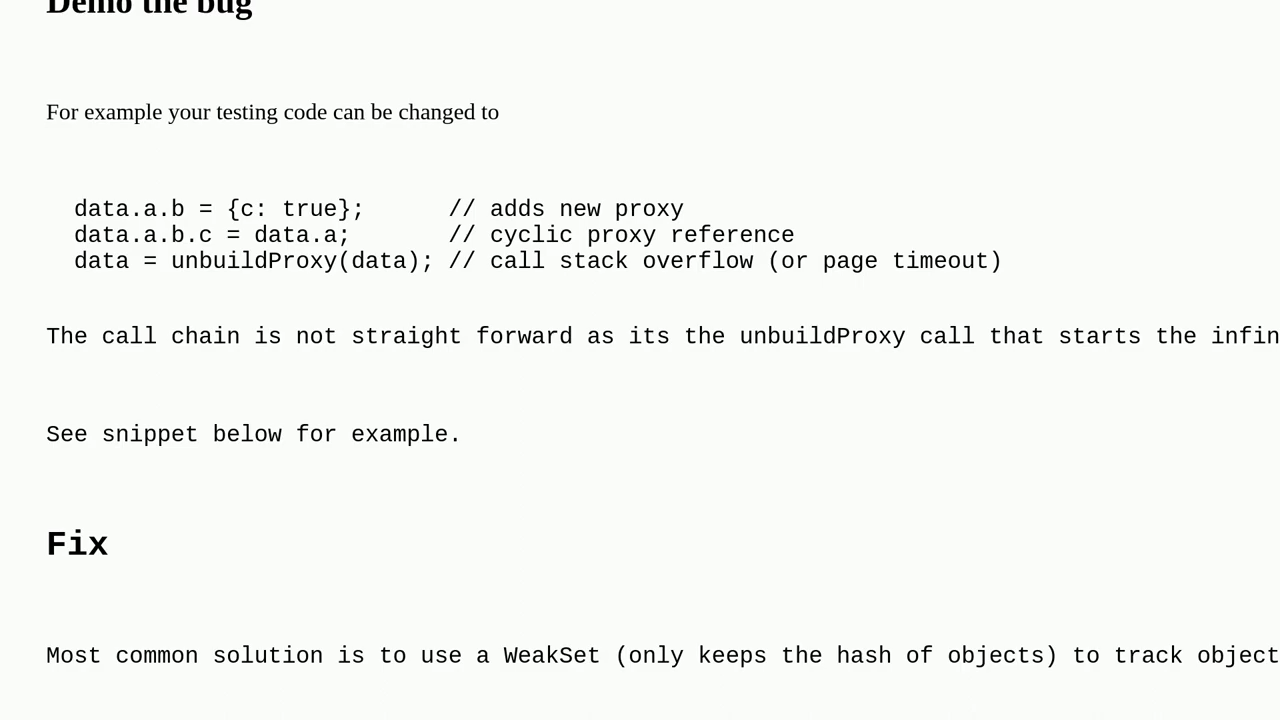 Demo the bug
For example your testing code can be changed to
data.a.b = {c: true};      // adds new proxy
data.a.b.c = data.a;       // cyclic proxy reference
data = unbuildProxy(data); // call stack overflow (or page timeout)
The call chain is not straight forward as its the unbuildProxy call that starts the infin
See snippet below for example.
Fix
Most common solution is to use a WeakSet (only keeps the hash of objects) to track object